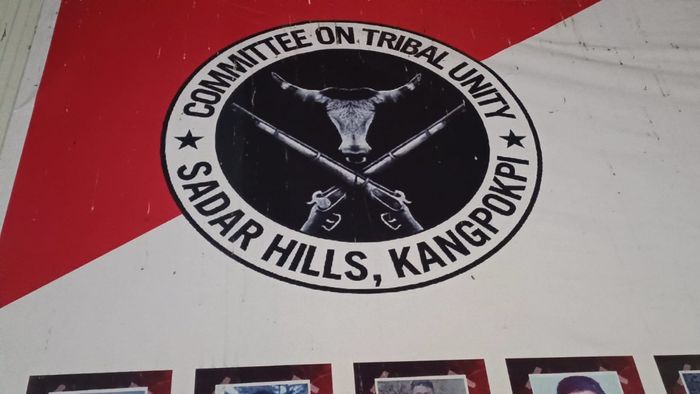 COMMITTEE ON TRIBAL UNITY
SADAR HILLS, KANGPOKPI